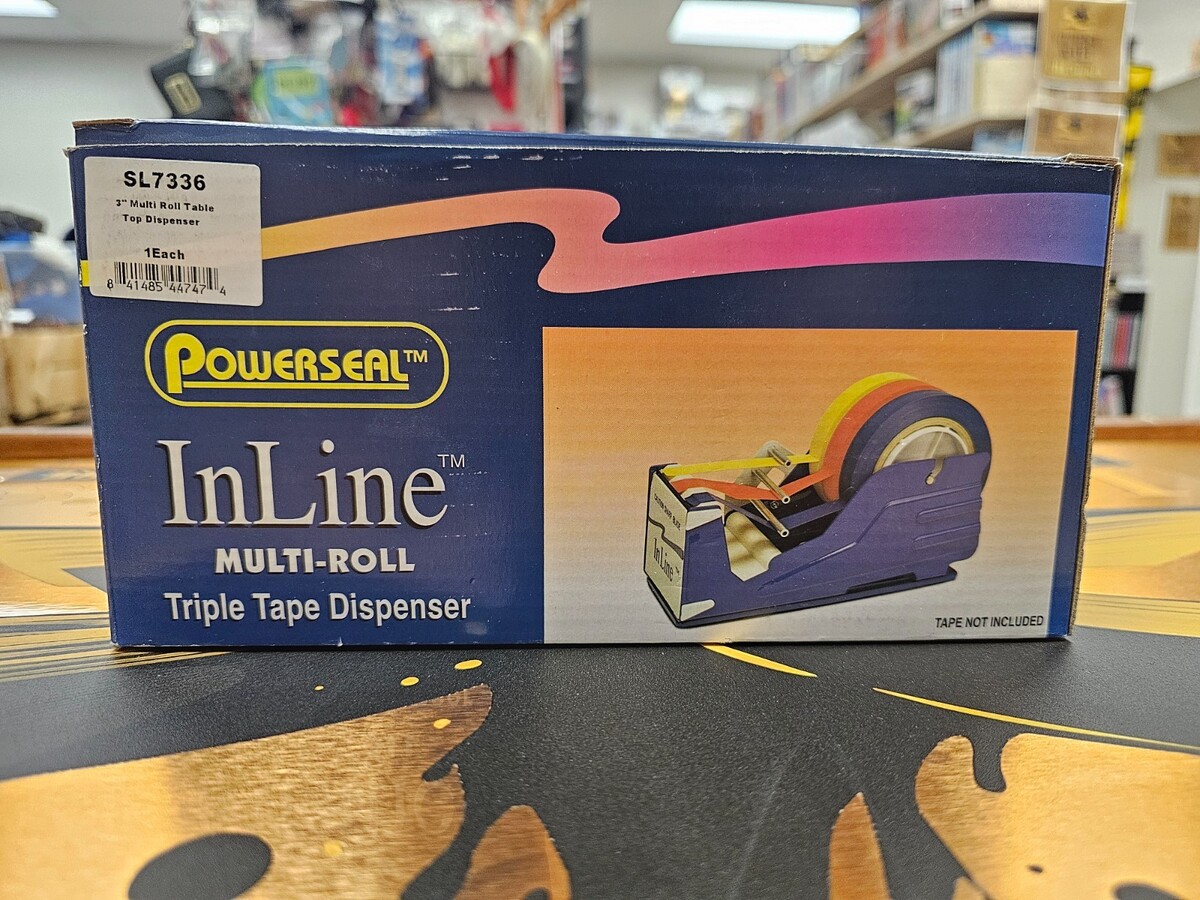 SL7336
3" Multi Roll Table
Top Dispenser
1Each
8 41485 44747 4
POWERSEAL™
InLine™
MULTI-ROLL
Triple Tape Dispenser
InLine™
TAPE NOT INCLUDED